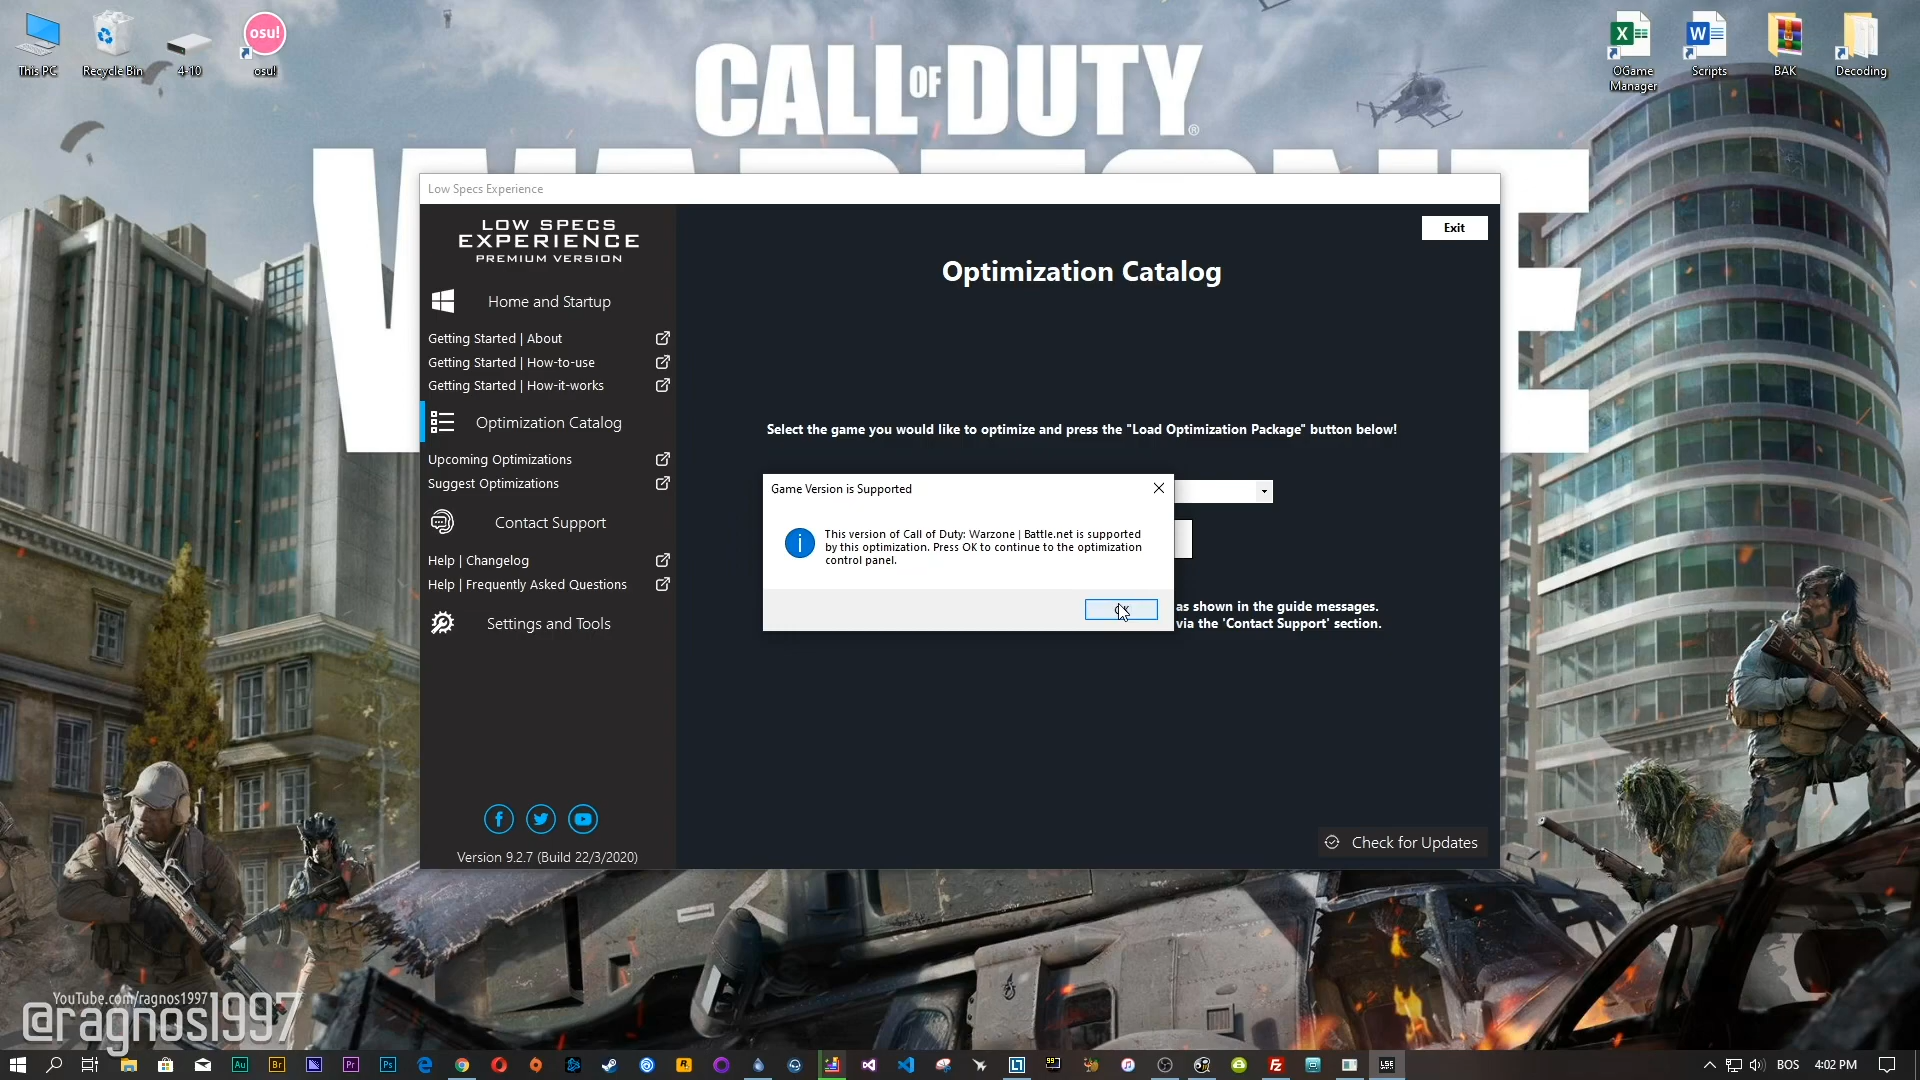 This PC
Recycle Bin
4-10
osu!
osu!
OGame
Manager
Scripts
BAK
Decoding
CALL OF DUTY®
Low Specs Experience
LOW SPECS
EXPERIENCE
PREMIUM VERSION
Home and Startup
Getting Started | About
Getting Started | How-to-use
Getting Started | How-it-works
Optimization Catalog
Upcoming Optimizations
Suggest Optimizations
Contact Support
Help | Changelog
Help | Frequently Asked Questions
Settings and Tools
Version 9.2.7 (Build 22/3/2020)
Exit
Optimization Catalog
Select the game you would like to optimize and press the "Load Optimization Package" button below!
Game Version is Supported
This version of Call of Duty: Warzone | Battle.net is supported
by this optimization. Press OK to continue to the optimization
control panel.
as shown in the guide messages.
via the 'Contact Support' section.
Check for Updates
YouTube.com/ragnos1997
@ragnos1997
Au
Br
Pr
Ps
BOS
4:02 PM